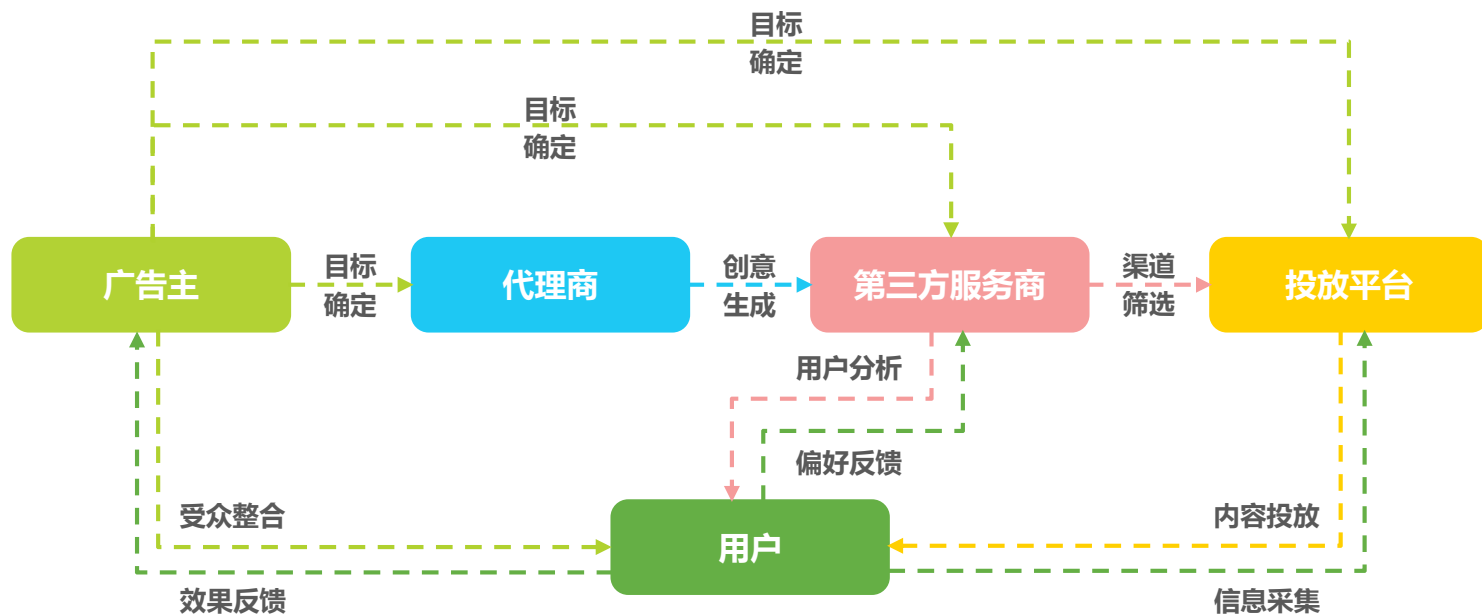 目标
确定
目标
确定
广告主
目标
确定
代理商
创意
生成
第三方服务商
渠道
筛选
投放平台
用户分析
偏好反馈
受众整合
用户
内容投放
效果反馈
信息采集